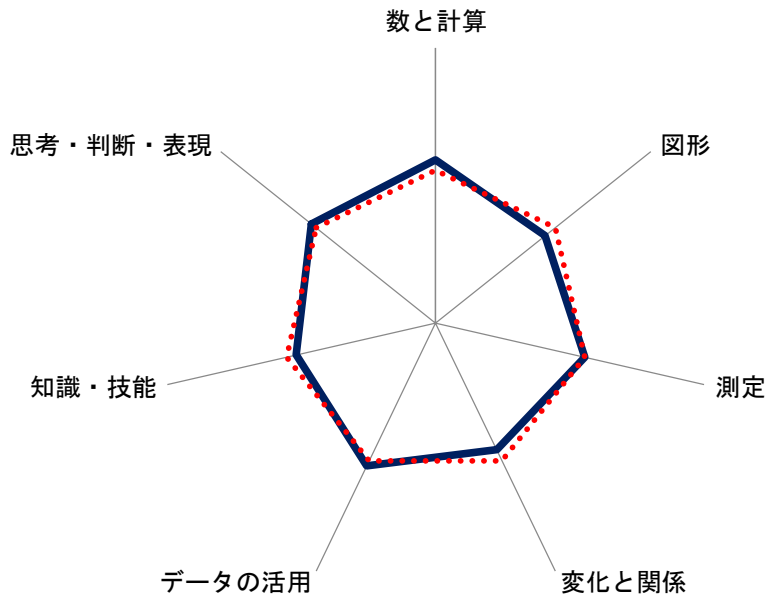 数と計算
思考・判断・表現
図形
知識・技能
測定
データの活用
変化と関係